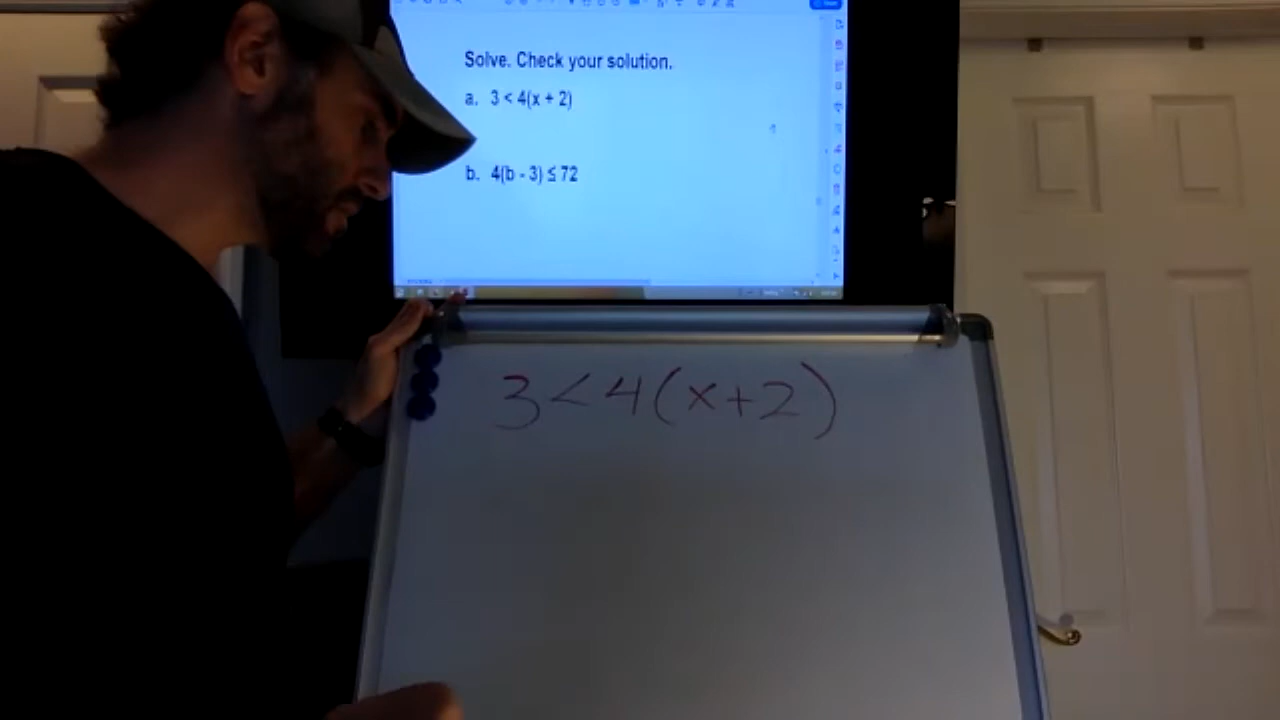 Solve. Check your solution.
a. 3 < 4(x + 2)
b. 4(b - 3) ≤ 72
3 < 4(x+2)